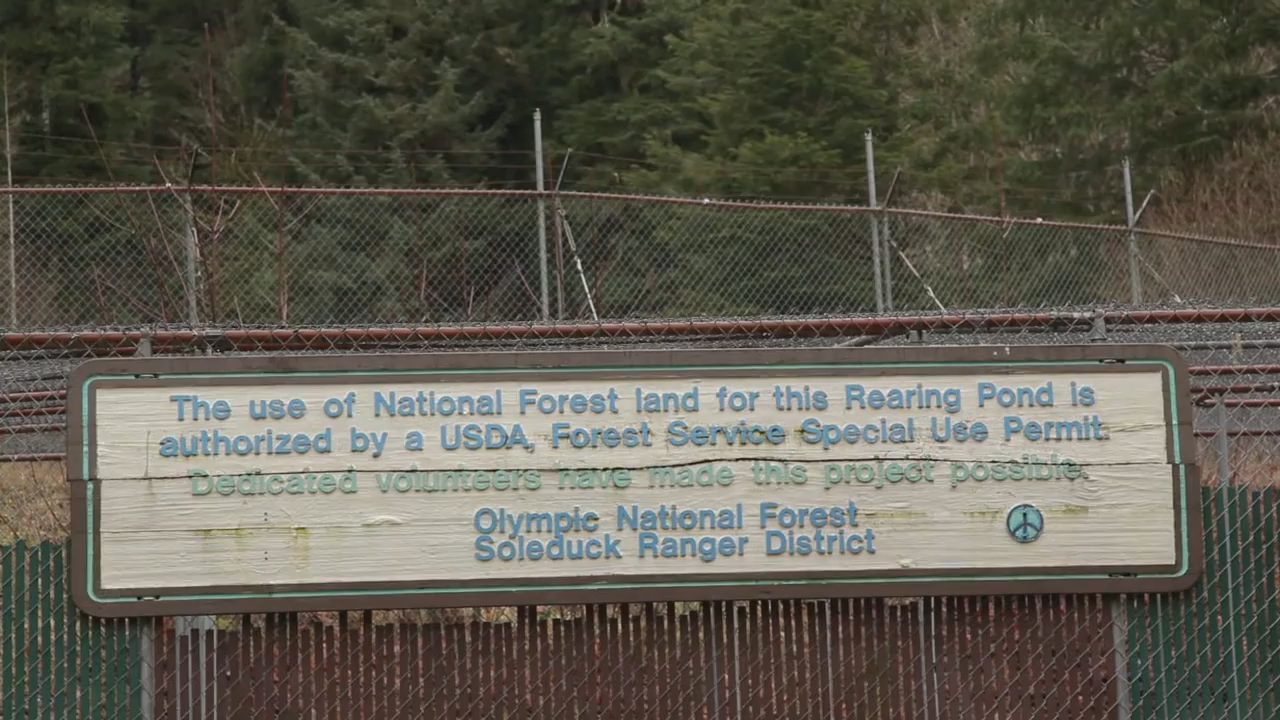 The use of National Forest land for this Rearing Pond is
authorized by a USDA, Forest Service Special Use Permit.
Dedicated volunteers have made this project possible.
Olympic National Forest
Soleduck Ranger District